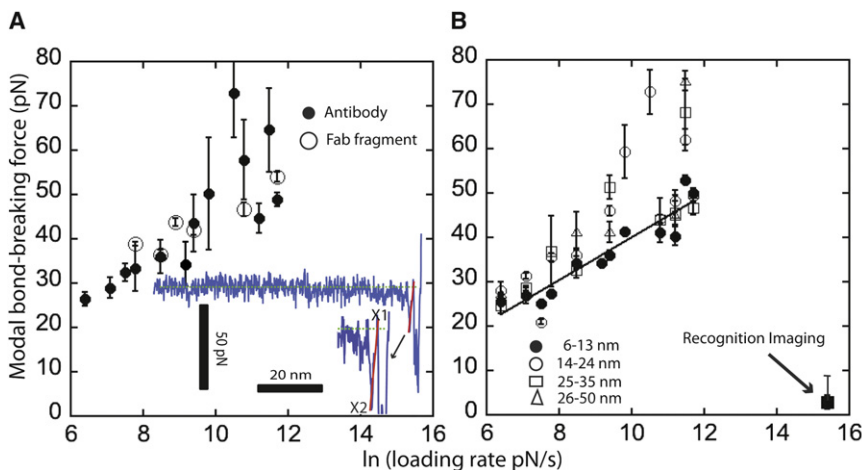 A
Modal bond-breaking force (pN)
80
70
60
50
40
30
20
10
0
Antibody
Fab fragment
50 pN
20 nm
X1
X2
6
8
10
12
14
16
B
80
70
60
50
40
30
20
10
0
6-13 nm
14-24 nm
25-35 nm
26-50 nm
Recognition Imaging
6
8
10
12
14
16
ln (loading rate pN/s)